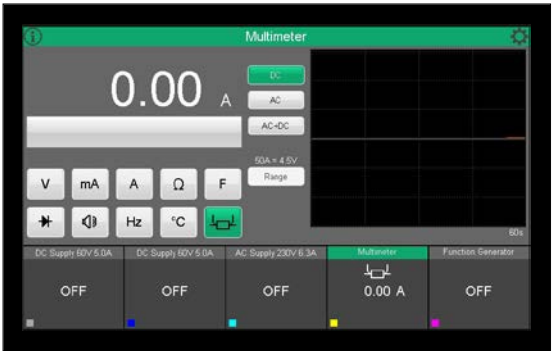 Multimeter
0.00 A
DC
AC
AC+DC
50A = 4.5V
Range
V mA A Ω F
Hz °C
60s
DC Supply 60V 5.0A DC Supply 60V 5.0A AC Supply 230V 6.3A Multimeter Function Generator
OFF OFF OFF 0.00 A OFF